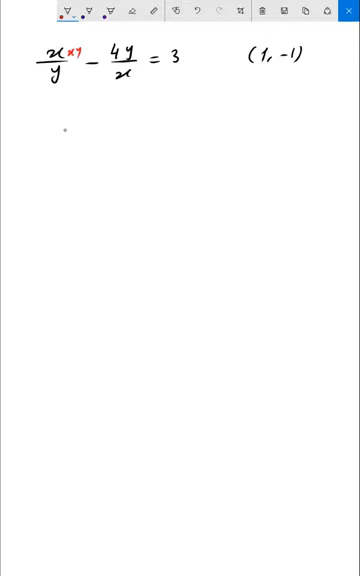 x/y xy - 4y/x = 3 (1, -1)